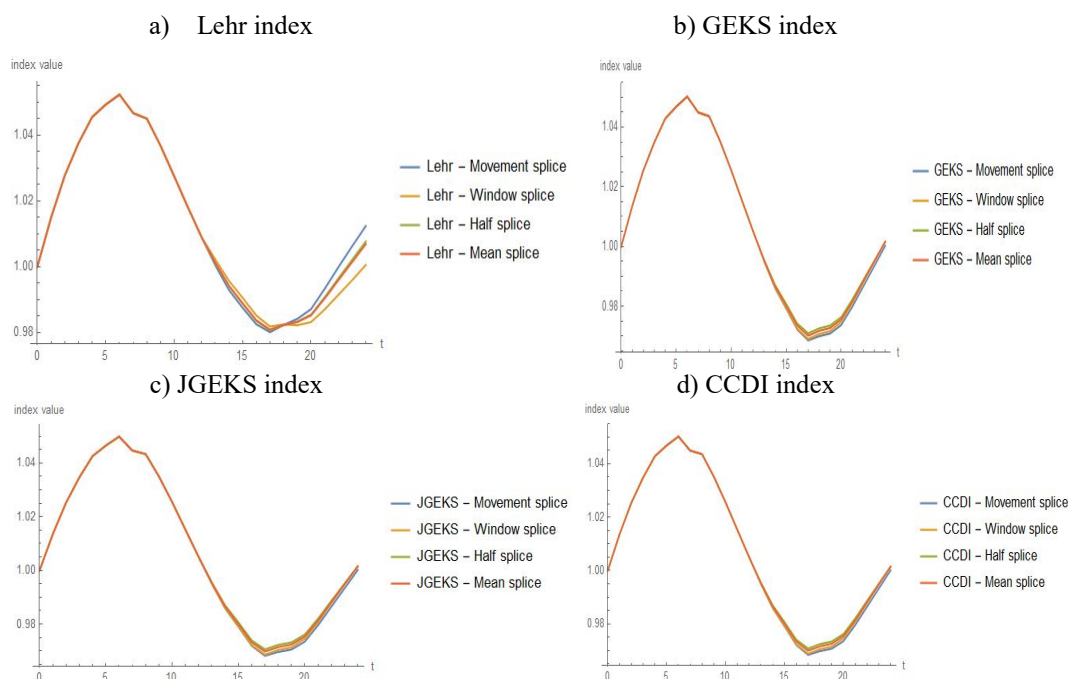 a) Lehr index
index value
1.04
1.02
1.00
0.98
0 5 10 15 20
t
Lehr – Movement splice
Lehr – Window splice
Lehr – Half splice
Lehr – Mean splice
b) GEKS index
index value
1.04
1.02
1.00
0.98
0 5 10 15 20
t
GEKS – Movement splice
GEKS – Window splice
GEKS – Half splice
GEKS – Mean splice
c) JGEKS index
index value
1.04
1.02
1.00
0.98
0 5 10 15 20
t
JGEKS – Movement splice
JGEKS – Window splice
JGEKS – Half splice
JGEKS – Mean splice
d) CCDI index
index value
1.04
1.02
1.00
0.98
0 5 10 15 20
t
CCDI – Movement splice
CCDI – Window splice
CCDI – Half splice
CCDI – Mean splice